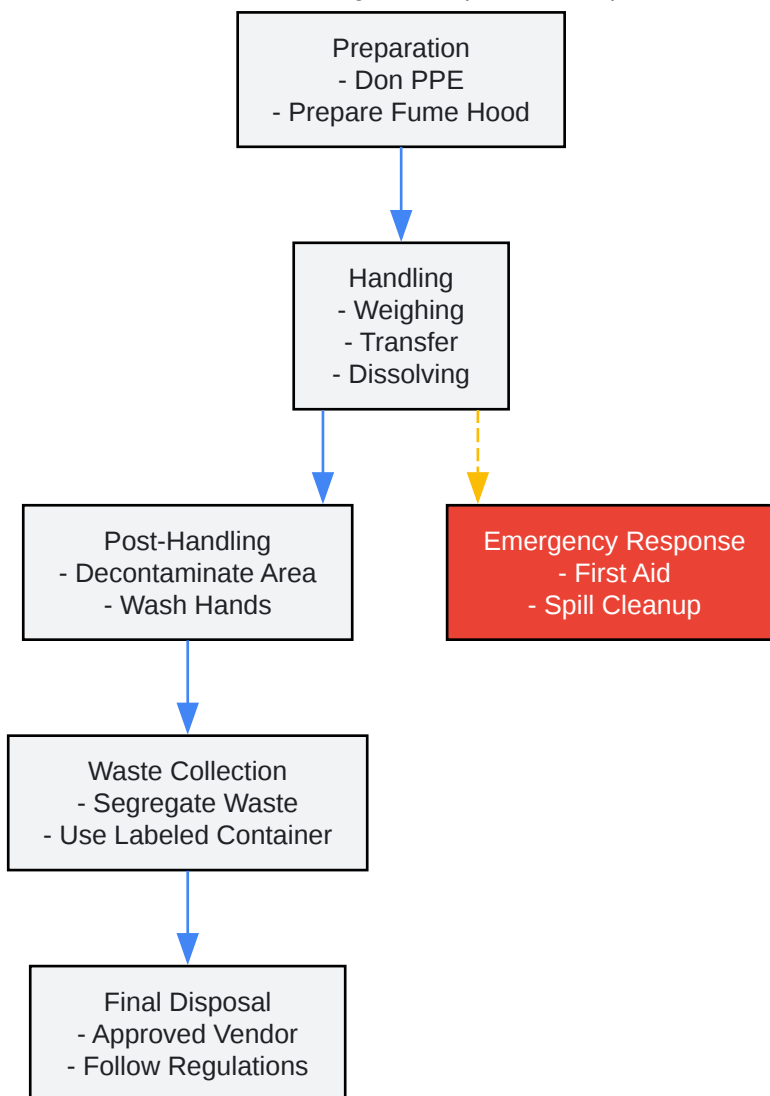 Preparation
- Don PPE
- Prepare Fume Hood
Handling
- Weighing
- Transfer
- Dissolving
Post-Handling
- Decontaminate Area
- Wash Hands
Emergency Response
- First Aid
- Spill Cleanup
Waste Collection
- Segregate Waste
- Use Labeled Container
Final Disposal
- Approved Vendor
- Follow Regulations